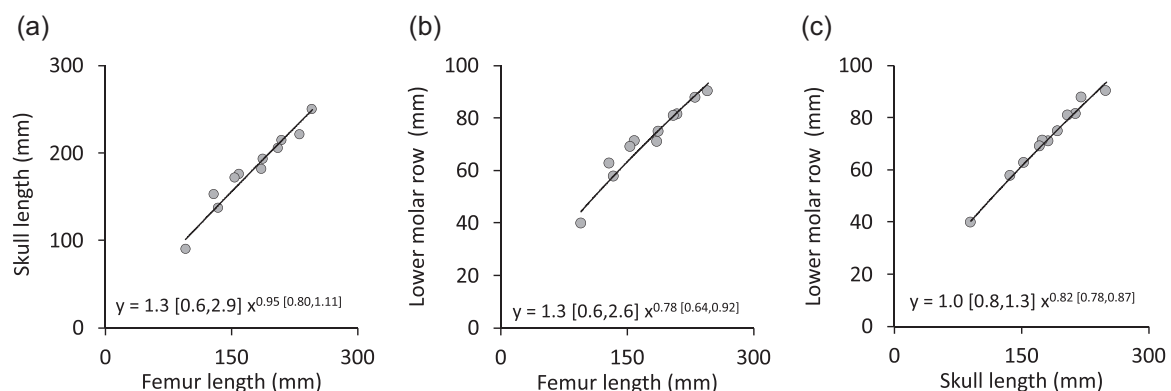 (a)
300
200
100
0
Skull length (mm)
0 150 300
Femur length (mm)
y = 1.3 [0.6,2.9] x^0.95 [0.80,1.11]
(b)
100
80
60
40
20
0
Lower molar row (mm)
0 150 300
Femur length (mm)
y = 1.3 [0.6,2.6] x^0.78 [0.64,0.92]
(c)
100
80
60
40
20
0
Lower molar row (mm)
0 150 300
Skull length (mm)
y = 1.0 [0.8,1.3] x^0.82 [0.78,0.87]